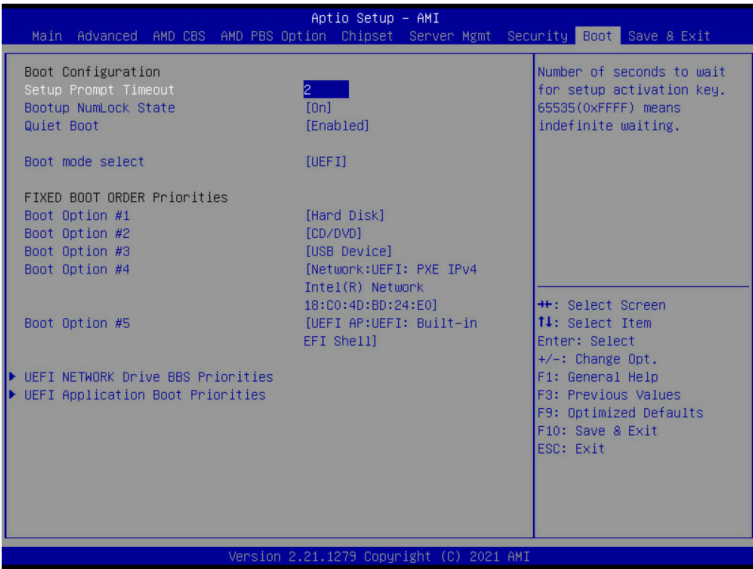 Aptio Setup – AMI
Main Advanced AMD CBS AMD PBS Option Chipset Server Mgmt Security Boot Save & Exit
Boot Configuration
Setup Prompt Timeout 2
Bootup NumLock State [On]
Quiet Boot [Enabled]
Boot mode select [UEFI]
FIXED BOOT ORDER Priorities
Boot Option #1 [Hard Disk]
Boot Option #2 [CD/DVD]
Boot Option #3 [USB Device]
Boot Option #4 [Network:UEFI: PXE IPv4
Intel(R) Network
18:C0:4D:BD:24:E0]
Boot Option #5 [UEFI AP:UEFI: Built-in
EFI Shell]
UEFI NETWORK Drive BBS Priorities
UEFI Application Boot Priorities
Number of seconds to wait
for setup activation key.
65535(0xFFFF) means
indefinite waiting.
→←: Select Screen
↑↓: Select Item
Enter: Select
+/-: Change Opt.
F1: General Help
F3: Previous Values
F9: Optimized Defaults
F10: Save & Exit
ESC: Exit
Version 2.21.1279 Copyright (C) 2021 AMI